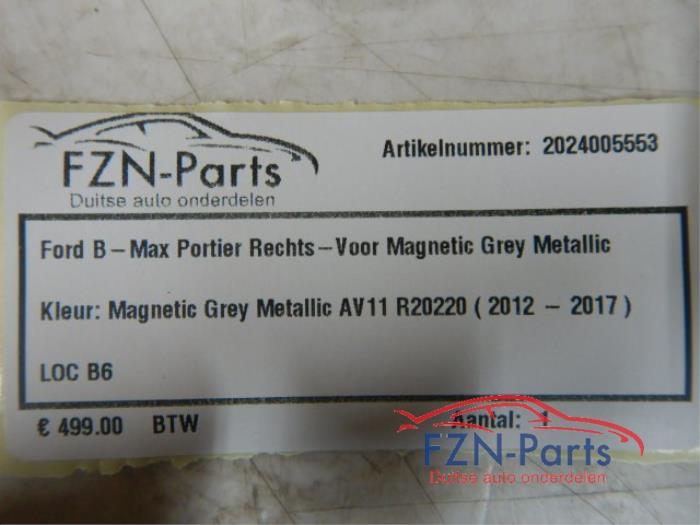 FZN-Parts
Duitse auto onderdelen
Artikelnummer: 2024005553
Ford B-Max Portier Rechts-Voor Magnetic Grey Metallic
Kleur: Magnetic Grey Metallic AV11 R20220 ( 2012 - 2017 )
LOC B6
€ 499.00 BTW
Aantal: 1
FZN-Parts
Duitse auto onderdelen